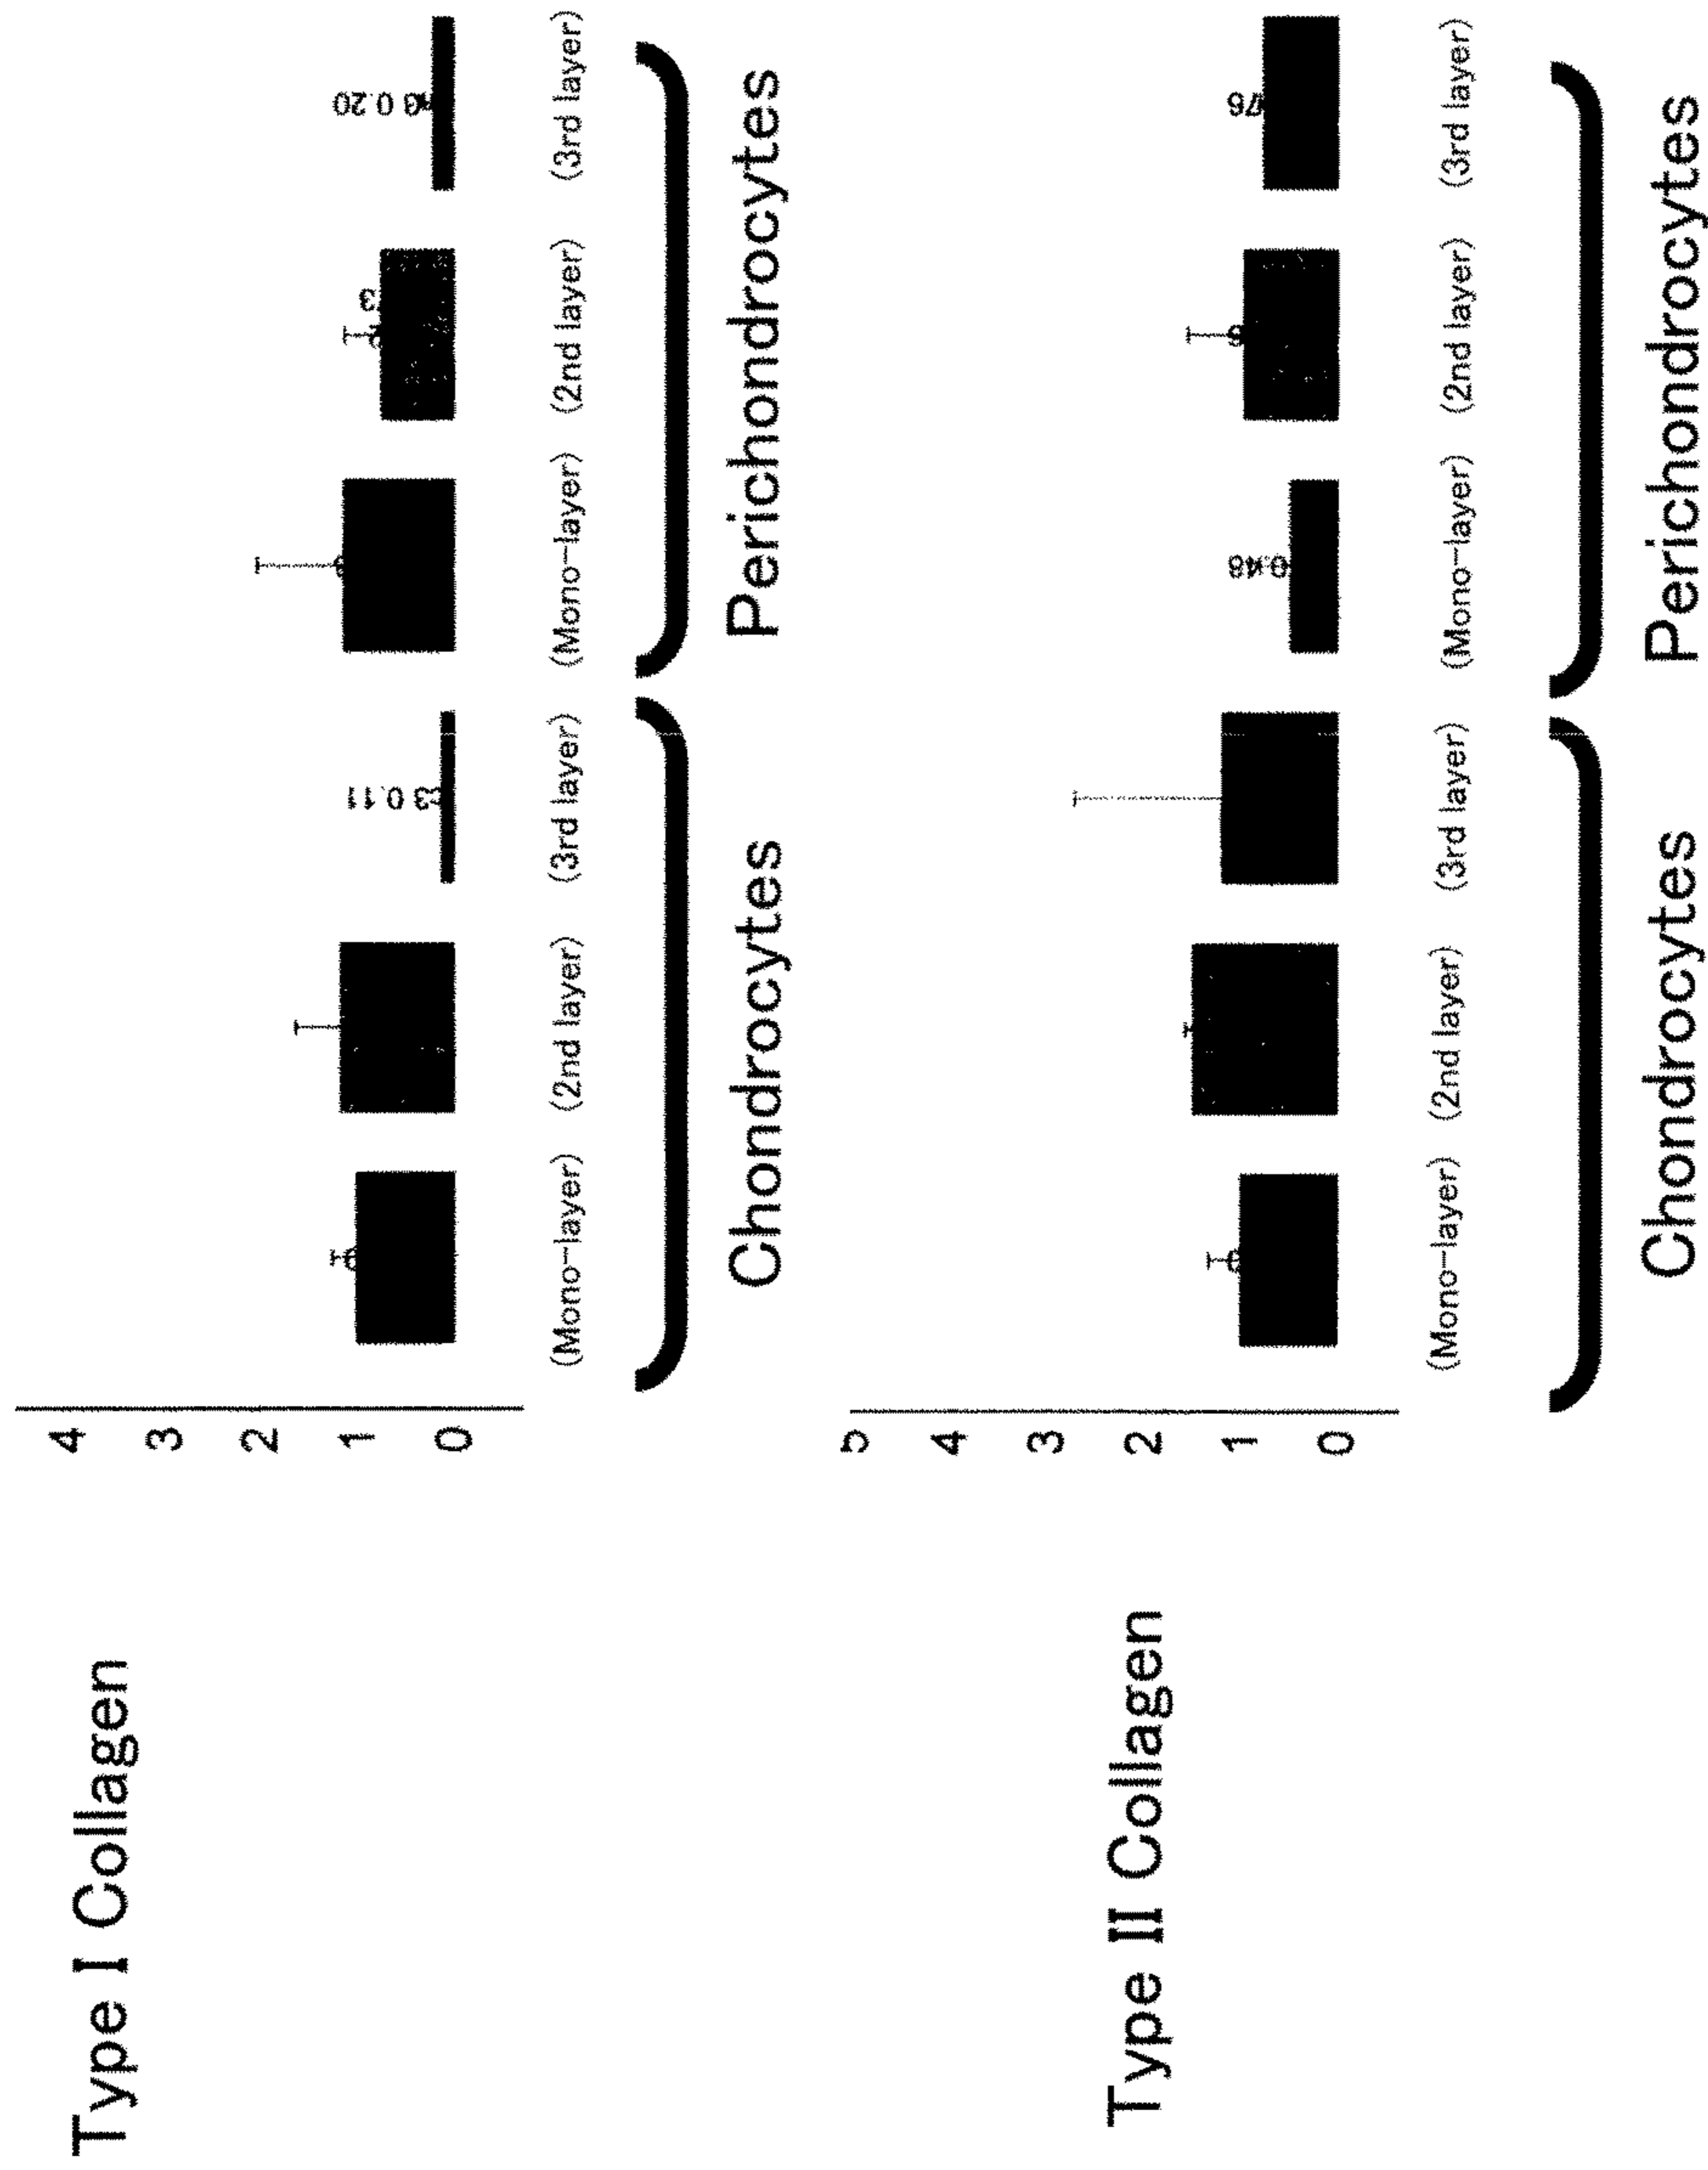 Type I Collagen
4
3
2
1
0
0.11
0.20
(Mono-layer)
(2nd layer)
(3rd layer)
(Mono-layer)
(2nd layer)
(3rd layer)
Chondrocytes
Perichondrocytes
Type II Collagen
5
4
3
2
1
0
(Mono-layer)
(2nd layer)
(3rd layer)
(Mono-layer)
(2nd layer)
(3rd layer)
Chondrocytes
Perichondrocytes